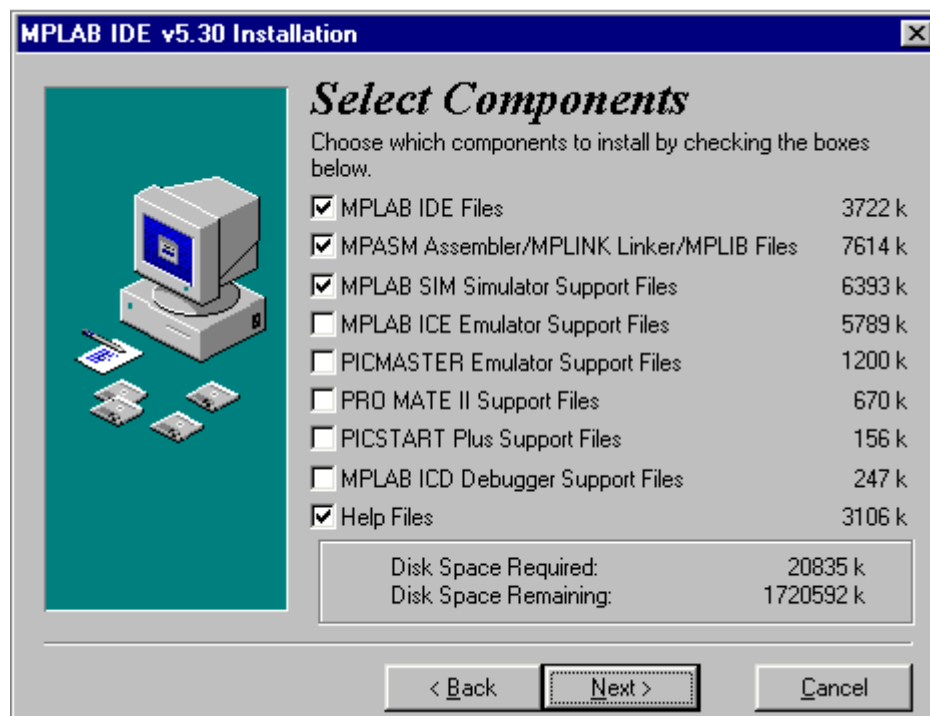 MPLAB IDE v5.30 Installation
Select Components
Choose which components to install by checking the boxes
below.
MPLAB IDE Files 3722 k
MPASM Assembler/MPLINK Linker/MPLIB Files 7614 k
MPLAB SIM Simulator Support Files 6393 k
MPLAB ICE Emulator Support Files 5789 k
PICMASTER Emulator Support Files 1200 k
PRO MATE II Support Files 670 k
PICSTART Plus Support Files 156 k
MPLAB ICD Debugger Support Files 247 k
Help Files 3106 k
Disk Space Required: 20835 k
Disk Space Remaining: 1720592 k
< Back Next > Cancel